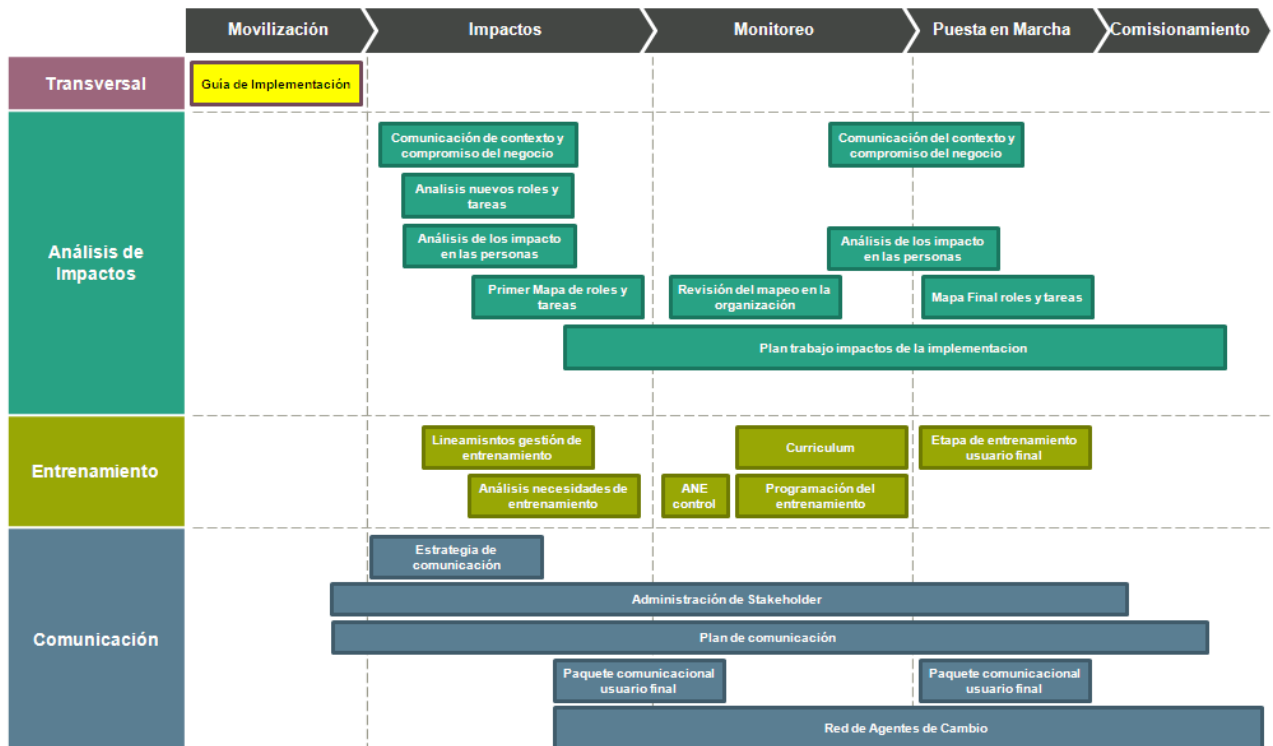 Movilización
Impactos
Monitoreo
Puesta en Marcha
Comisionamiento
Transversal
Guía de Implementación
Análisis de
Impactos
Comunicación de contexto y
compromiso del negocio
Comunicación del contexto y
compromiso del negocio
Analisis nuevos roles y
tareas
Análisis de los impacto
en las personas
Análisis de los impacto
en las personas
Primer Mapa de roles y
tareas
Revisión del mapeo en la
organización
Mapa Final roles y tareas
Plan trabajo impactos de la implementacion
Entrenamiento
Lineamisntos gestión de
entrenamiento
Curriculum
Etapa de entrenamiento
usuario final
Análisis necesidades de
entrenamiento
ANE
control
Programación del
entrenamiento
Comunicación
Estrategia de
comunicación
Administración de Stakeholder
Plan de comunicación
Paquete comunicacional
usuario final
Paquete comunicacional
usuario final
Red de Agentes de Cambio